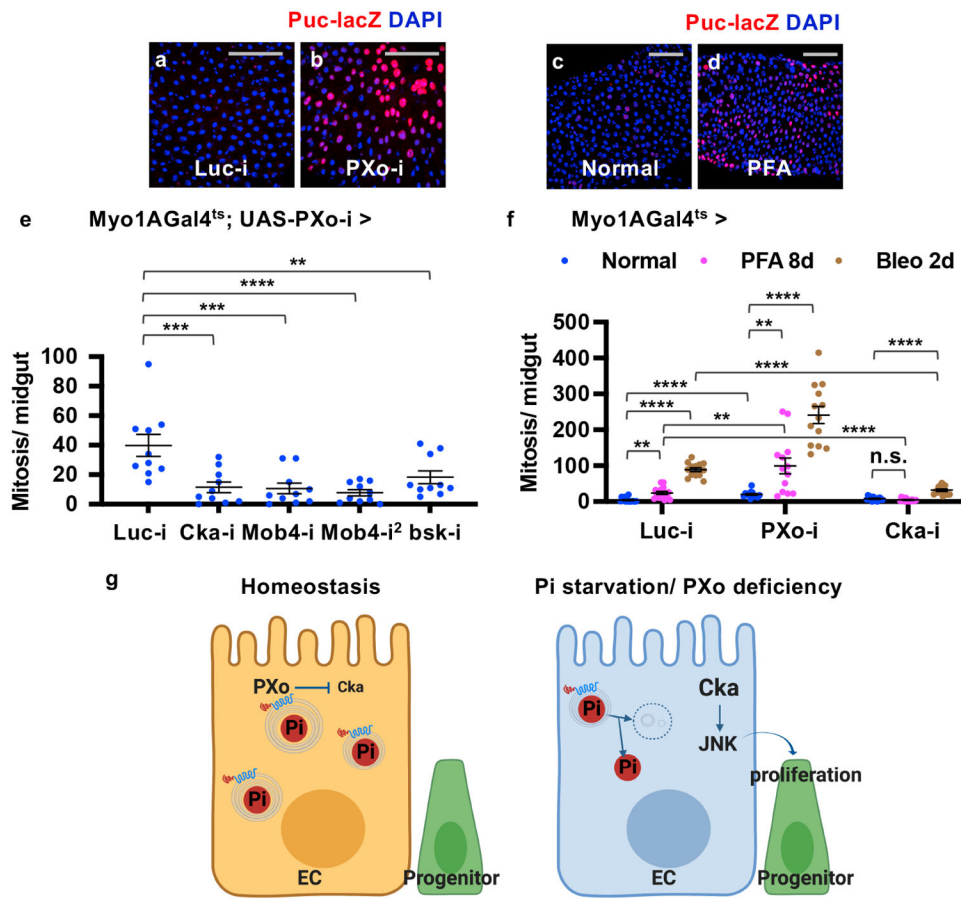 Puc-lacZ DAPI
a
b
Luc-i
PXo-i
Puc-lacZ DAPI
c
d
Normal
PFA
e
Myo1AGal4ts; UAS-PXo-i >
**
****
***
***
Mitosis/ midgut
100
80
60
40
20
0
Luc-i Cka-i Mob4-i Mob4-i² bsk-i
f
Myo1AGal4ts >
Normal PFA 8d Bleo 2d
****
**
****
****
****
****
**
**
****
n.s.
Mitosis/ midgut
500
400
300
200
100
0
Luc-i PXo-i Cka-i
g
Homeostasis
PXo Cka
Pi
Pi
Pi
EC
Progenitor
Pi starvation/ PXo deficiency
Pi
Pi
Cka
JNK
proliferation
EC
Progenitor